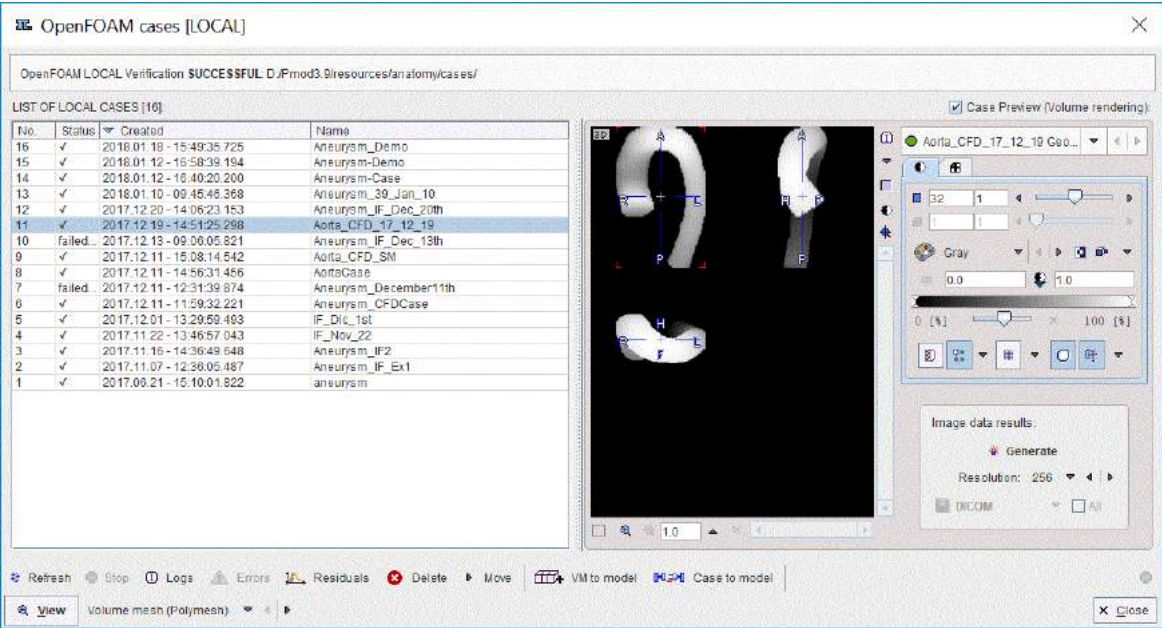 OpenFOAM cases [LOCAL]
OpenFOAM LOCAL Verification SUCCESSFUL: D:/Pmod3.9/resources/anatomy/cases/
LIST OF LOCAL CASES [16]:
Case Preview (Volume rendering):
No. Status Created Name
16 ✓ 2018.01.18 - 15:49:35.725 Aneurysm_Demo
15 ✓ 2018.01.12 - 16:58:39.194 Aneurysm-Demo
14 ✓ 2018.01.12 - 16:40:20.200 Aneurysm-Case
13 ✓ 2018.01.10 - 09:45:46.368 Aneurysm_39_Jan_10
12 ✓ 2017.12.20 - 14:06:23.153 Aneurysm_IF_Dec_20th
11 ✓ 2017.12.19 - 14:51:25.298 Aorta_CFD_17_12_19
10 failed... 2017.12.13 - 09:06:05.821 Aneurysm_IF_Dec_13th
9 ✓ 2017.12.11 - 15:08:14.542 Aorta_CFD_SM
8 ✓ 2017.12.11 - 14:56:31.456 AortaCase
7 failed... 2017.12.11 - 12:31:39.874 Aneurysm_December11th
6 ✓ 2017.12.11 - 11:59:32.221 Aneurysm_CFDCase
5 ✓ 2017.12.01 - 13:29:59.493 IF_Dic_1st
4 ✓ 2017.11.22 - 13:46:57.043 IF_Nov_22
3 ✓ 2017.11.16 - 14:36:49.648 Aneurysm_IF2
2 ✓ 2017.11.07 - 12:36:05.487 Aneurysm_IF_Ex1
1 ✓ 2017.06.21 - 15:10:01.822 aneurysm
3D
A
R L
P
A
H P
F
H
R L
F
Aorta_CFD_17_12_19 Geo...
32 1
1 1
Gray
0.0 1.0
0 [%] 100 [%]
Image data results:
Generate
Resolution: 256
DICOM All
1.0
Refresh Stop Logs Errors Residuals Delete Move VM to model Case to model
View Volume mesh (Polymesh)
Close